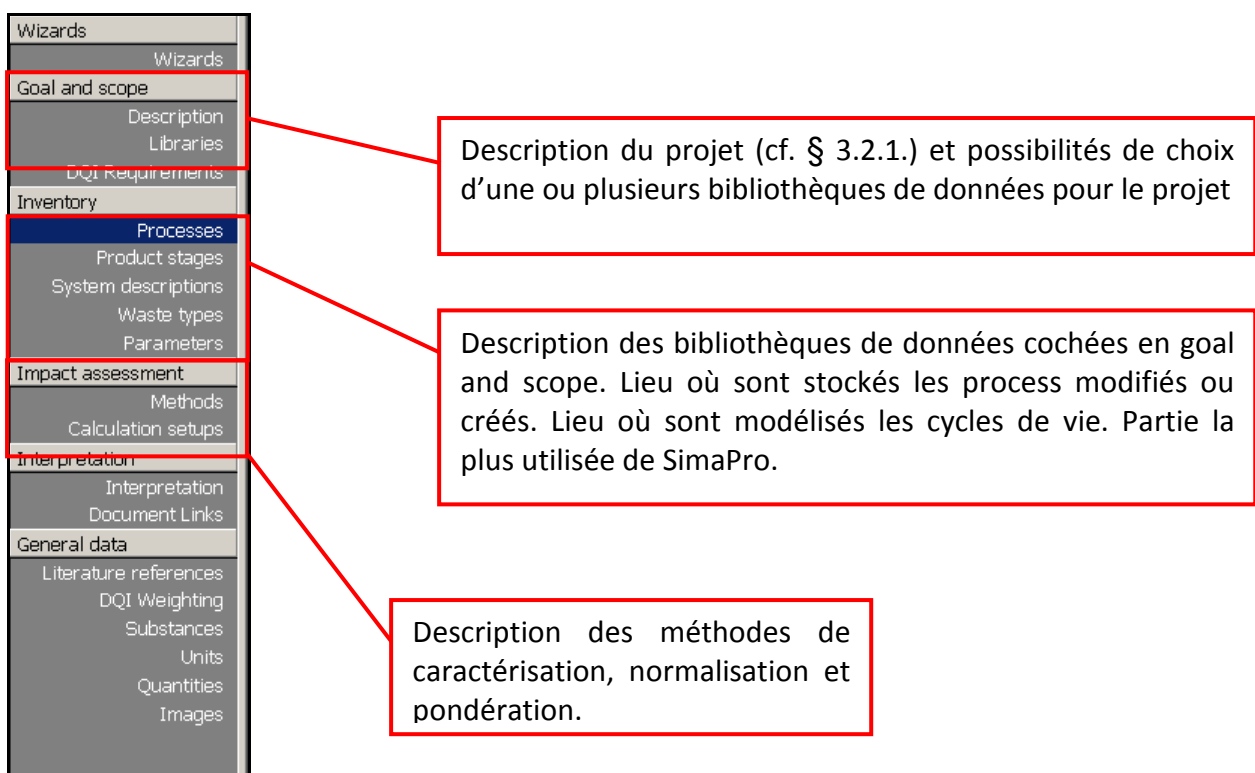 Wizards
Wizards
Goal and scope
Description
Libraries
DQI Requirements
Inventory
Processes
Product stages
System descriptions
Waste types
Parameters
Impact assessment
Methods
Calculation setups
Interpretation
Interpretation
Document Links
General data
Literature references
DQI Weighting
Substances
Units
Quantities
Images
Description du projet (cf. § 3.2.1.) et possibilités de choix
d’une ou plusieurs bibliothèques de données pour le projet
Description des bibliothèques de données cochées en goal
and scope. Lieu où sont stockés les process modifiés ou
créés. Lieu où sont modélisés les cycles de vie. Partie la
plus utilisée de SimaPro.
Description des méthodes de
caractérisation, normalisation et
pondération.